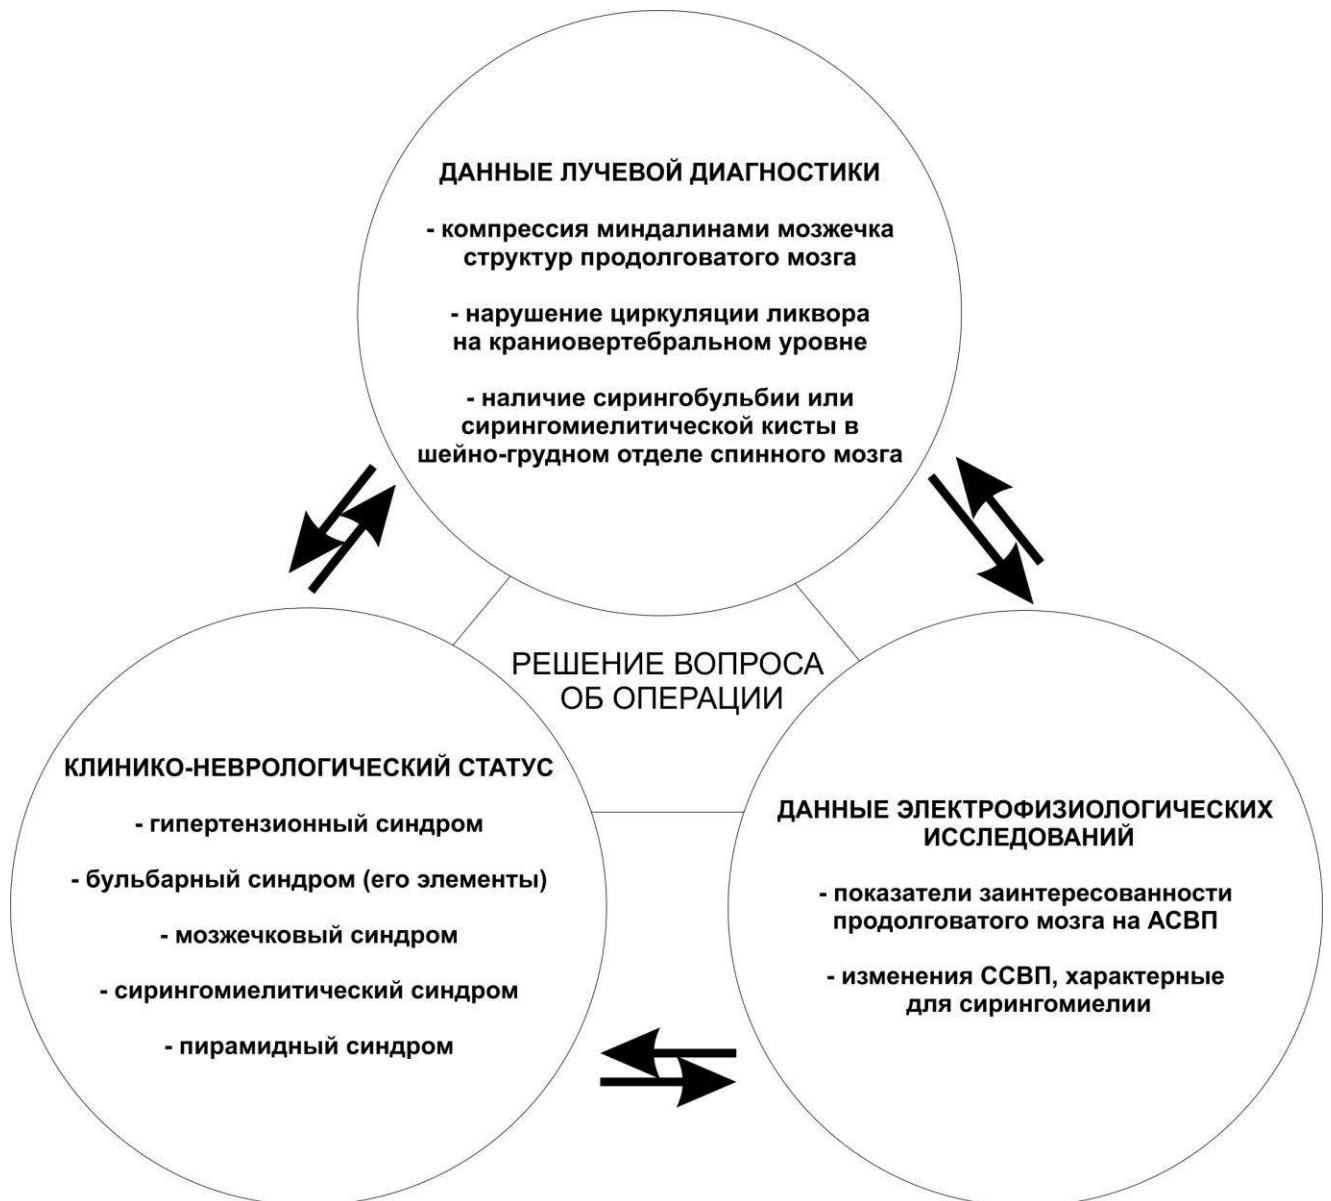 ДАННЫЕ ЛУЧЕВОЙ ДИАГНОСТИКИ
- компрессия миндалинами мозжечка
структур продолговатого мозга
- нарушение циркуляции ликвора
на краниовертебральном уровне
- наличие сирингобульбии или
сирингомиелитической кисты в
шейно-грудном отделе спинного мозга
РЕШЕНИЕ ВОПРОСА
ОБ ОПЕРАЦИИ
КЛИНИКО-НЕВРОЛОГИЧЕСКИЙ СТАТУС
- гипертензионный синдром
- бульбарный синдром (его элементы)
- мозжечковый синдром
- сирингомиелитический синдром
- пирамидный синдром
ДАННЫЕ ЭЛЕКТРОФИЗИОЛОГИЧЕСКИХ
ИССЛЕДОВАНИЙ
- показатели заинтересованности
продолговатого мозга на АСВП
- изменения ССВП, характерные
для сирингомиелии